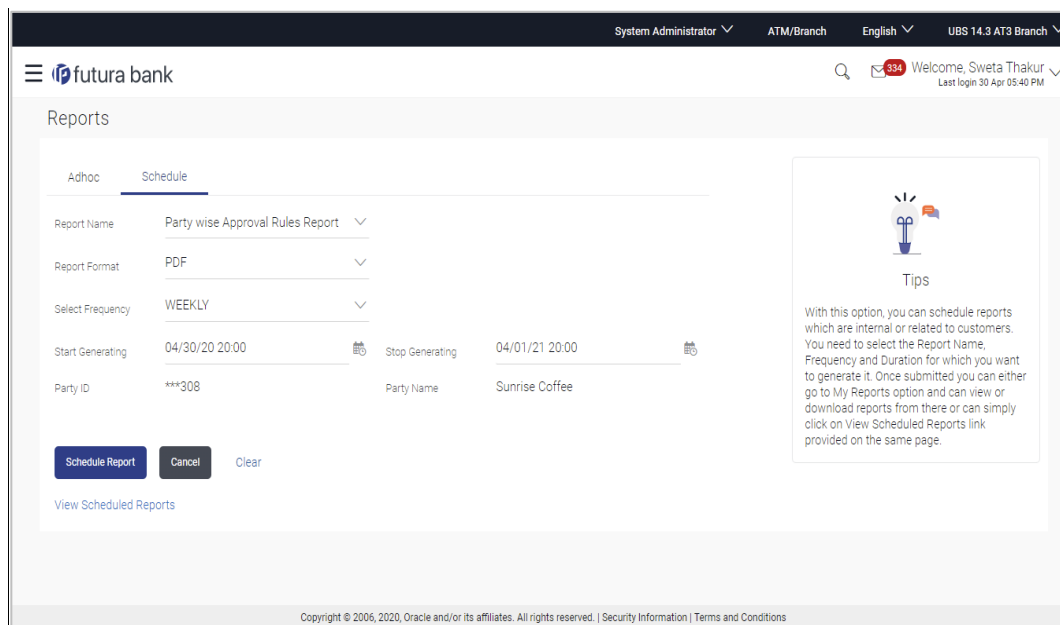 System Administrator ATM/Branch English UBS 14.3 AT3 Branch
futura bank 334 Welcome, Sweta Thakur
Last login 30 Apr 05:40 PM
Reports
Adhoc Schedule
Report Name Party wise Approval Rules Report
Report Format PDF
Select Frequency WEEKLY
Start Generating 04/30/20 20:00 Stop Generating 04/01/21 20:00
Party ID ***308 Party Name Sunrise Coffee
Schedule Report Cancel Clear
View Scheduled Reports
Tips
With this option, you can schedule reports
which are internal or related to customers.
You need to select the Report Name,
Frequency and Duration for which you want
to generate it. Once submitted you can either
go to My Reports option and can view or
download reports from there or can simply
click on View Scheduled Reports link
provided on the same page.
Copyright © 2006, 2020, Oracle and/or its affiliates. All rights reserved. | Security Information | Terms and Conditions